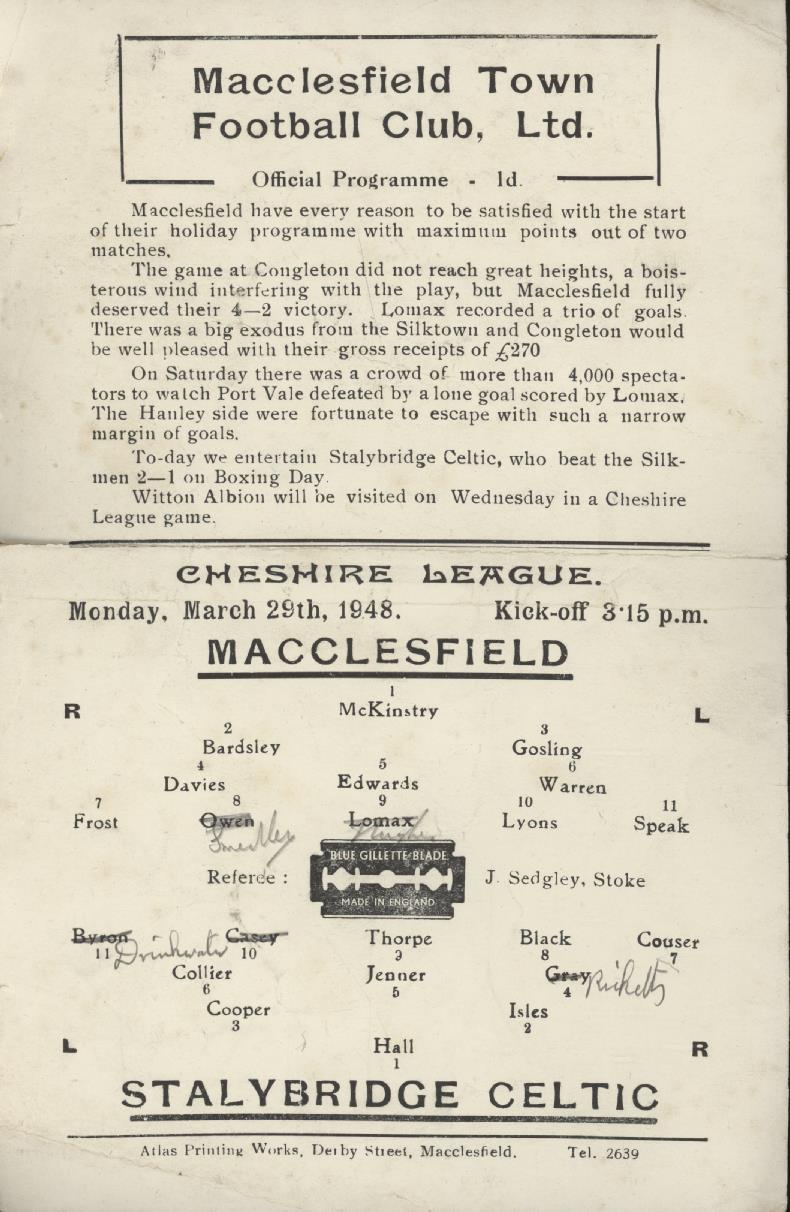 Macclesfield Town
Football Club, Ltd.
Official Programme - 1d.
Macclesfield have every reason to be satisfied with the start
of their holiday programme with maximum points out of two
matches.
The game at Congleton did not reach great heights, a bois-
terous wind interfering with the play, but Macclesfield fully
deserved their 4—2 victory. Lomax recorded a trio of goals.
There was a big exodus from the Silktown and Congleton would
be well pleased with their gross receipts of £270
On Saturday there was a crowd of more than 4,000 specta-
tors to watch Port Vale defeated by a lone goal scored by Lomax.
The Hanley side were fortunate to escape with such a narrow
margin of goals.
To-day we entertain Stalybridge Celtic, who beat the Silk-
men 2—1 on Boxing Day.
Witton Albion will be visited on Wednesday in a Cheshire
League game.
CHESHIRE LEAGUE.
Monday, March 29th, 1948. Kick-off 3·15 p.m.
MACCLESFIELD
1
R McKinstry L
2 3
Bardsley Gosling
4 5 6
Davies Edwards Warren
7 8 9 10 11
Frost Owen Lomax Lyons Speak
Smedley Hughes
BLUE GILLETTE BLADE
Referee : J. Sedgley, Stoke
MADE IN ENGLAND
Byron Casey Thorpe Black Couser
11 Drinkwater 10 9 8 7
Collier Jenner Gray Ricketts
6 5 4
Cooper Isles
3 2
L Hall R
1
STALYBRIDGE CELTIC
Atlas Printing Works, Derby Street, Macclesfield. Tel. 2639